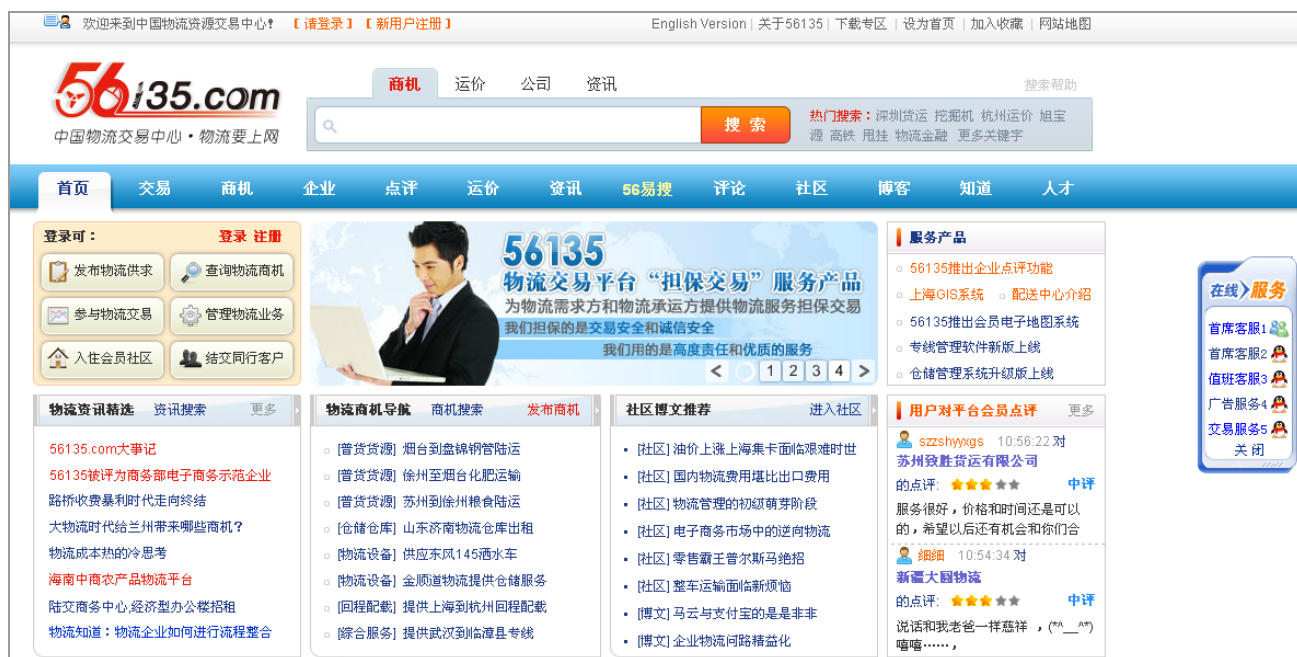 欢迎来到中国物流资源交易中心! 【 请登录 】 【 新用户注册 】
English Version | 关于56135 | 下载专区 | 设为首页 | 加入收藏 | 网站地图
56135.com
中国物流交易中心·物流要上网
商机 运价 公司 资讯
搜索帮助
搜 索
热门搜索：深圳货运 挖掘机 杭州运价 旭宝
源 高铁 甩挂 物流金融 更多关键字
首页 交易 商机 企业 点评 运价 资讯 56易搜 评论 社区 博客 知道 人才
登录可： 登录 注册
发布物流供求 查询物流商机
参与物流交易 管理物流业务
入住会员社区 结交同行客户
56135
物流交易平台“担保交易”服务产品
为物流需求方和物流承运方提供物流服务担保交易
我们担保的是交易安全和诚信安全
我们用的是高度责任和优质的服务
< 1 2 3 4 >
服务产品
56135推出企业点评功能
上海GIS系统 配送中心介绍
56135推出会员电子地图系统
专线管理软件新版上线
仓储管理系统升级版上线
在线 服务
首席客服1
首席客服2
值班客服3
广告服务4
交易服务5
关 闭
物流资讯精选 资讯搜索 更多
56135.com大事记
56135被评为商务部电子商务示范企业
路桥收费暴利时代走向终结
大物流时代给兰州带来哪些商机?
物流成本热的冷思考
海南中商农产品物流平台
陆交商务中心,经济型办公楼招租
物流知道：物流企业如何进行流程整合
物流商机导航 商机搜索 发布商机
[普货货源] 烟台到盘锦钢管陆运
[普货货源] 徐州至烟台化肥运输
[普货货源] 苏州到徐州粮食陆运
[仓储仓库] 山东济南物流仓库出租
[物流设备] 供应东风145洒水车
[物流设备] 金顺道物流提供仓储服务
[回程配载] 提供上海到杭州回程配载
[综合服务] 提供武汉到临漳县专线
社区博文推荐 进入社区
[社区] 油价上涨上海集卡面临艰难时世
[社区] 国内物流费用堪比出口费用
[社区] 物流管理的初级萌芽阶段
[社区] 电子商务市场中的逆向物流
[社区] 零售霸王普尔斯马绝招
[社区] 整车运输面临新烦恼
[博文] 马云与支付宝的是是非非
[博文] 企业物流问路精益化
用户对平台会员点评 更多
szzshyyxgs 10:56:22 对
苏州致胜货运有限公司
的点评: 中评
服务很好，价格和时间还是可以
的，希望以后还有机会和你们合
细细 10:54:34 对
新疆大圆物流
的点评: 中评
说话和我老爸一样慈祥 ，(*^__^*)
嘻嘻……，